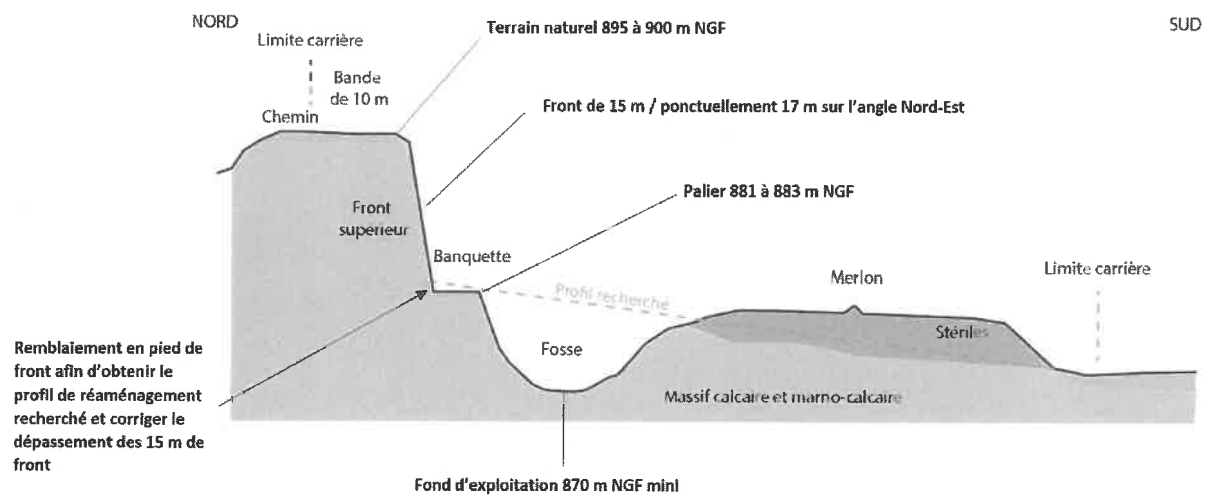 NORD
SUD
Terrain naturel 895 à 900 m NGF
Limite carrière
Bande
de 10 m
Chemin
Front de 15 m / ponctuellement 17 m sur l'angle Nord-Est
Palier 881 à 883 m NGF
Front
supérieur
Banquette
Profil recherché
Merlon
Limite carrière
Stériles
Fosse
Remblaiement en pied de
front afin d'obtenir le
profil de réaménagement
recherché et corriger le
dépassement des 15 m de
front
Massif calcaire et marno-calcaire
Fond d'exploitation 870 m NGF mini